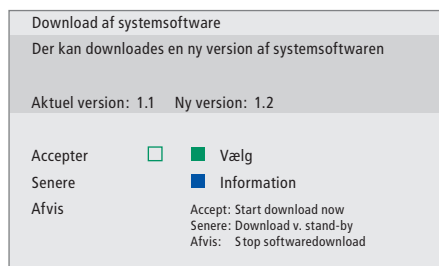 Download af systemsoftware
Der kan downloades en ny version af systemsoftwaren
Aktuel version: 1.1 Ny version: 1.2
Accepter Vælg
Senere Information
Afvis Accept: Start download now
Senere: Download v. stand-by
Afvis: Stop softwaredownload